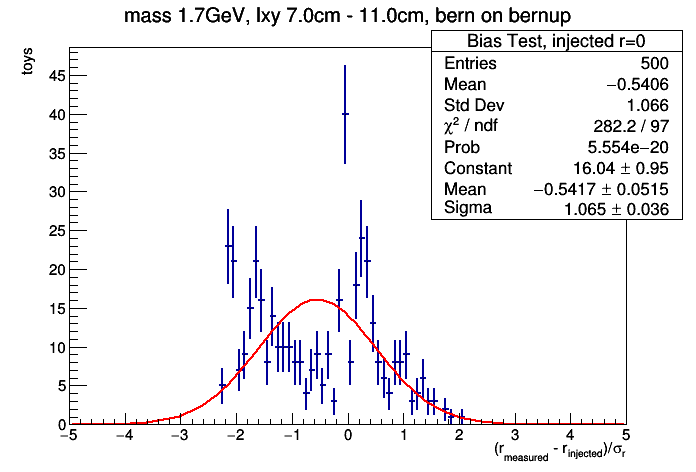 mass 1.7GeV, lxy 7.0cm - 11.0cm, bern on bernup
Bias Test, injected r=0
Entries 500
Mean −0.5406
Std Dev 1.066
χ² / ndf 282.2 / 97
Prob 5.554e−20
Constant 16.04 ± 0.95
Mean −0.5417 ± 0.0515
Sigma 1.065 ± 0.036
toys
45
40
35
30
25
20
15
10
5
0
−5 −4 −3 −2 −1 0 1 2 3 4 5
(r_measured - r_injected)/σ_r